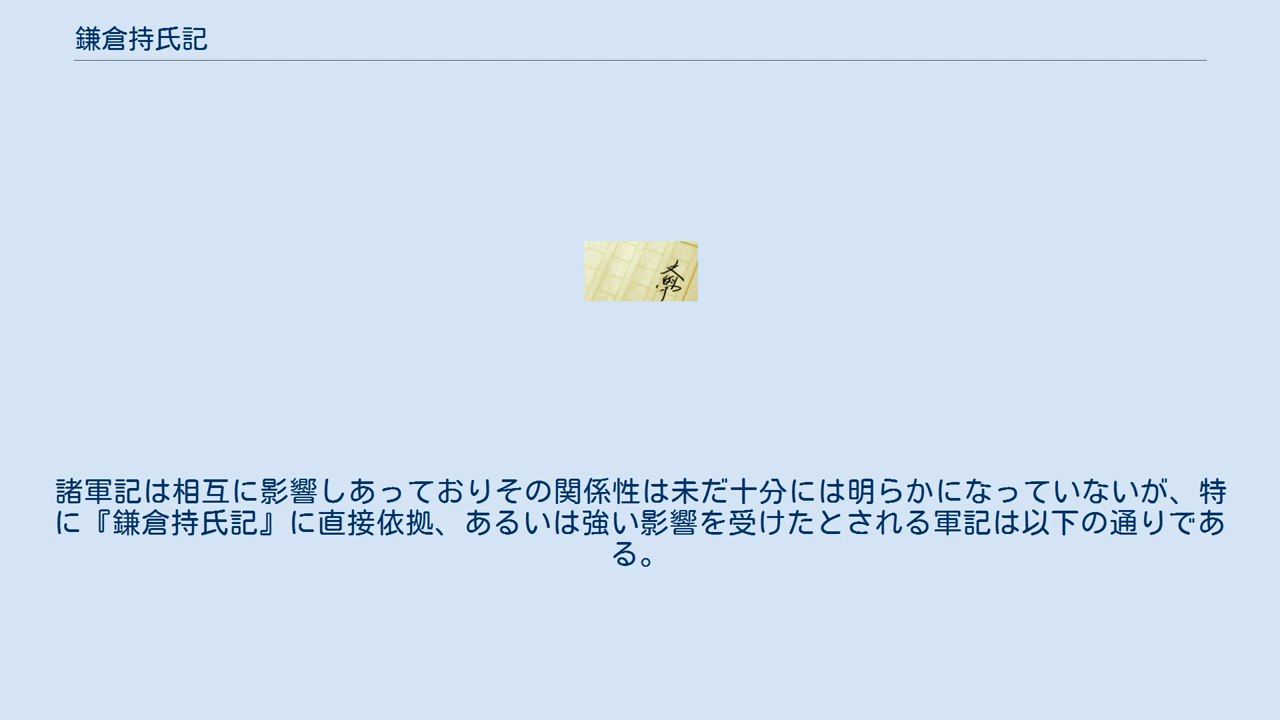 鎌倉持氏記
諸軍記は相互に影響しあっておりその関係性は未だ十分には明らかになっていないが、特
に『鎌倉持氏記』に直接依拠、あるいは強い影響を受けたとされる軍記は以下の通りであ
る。